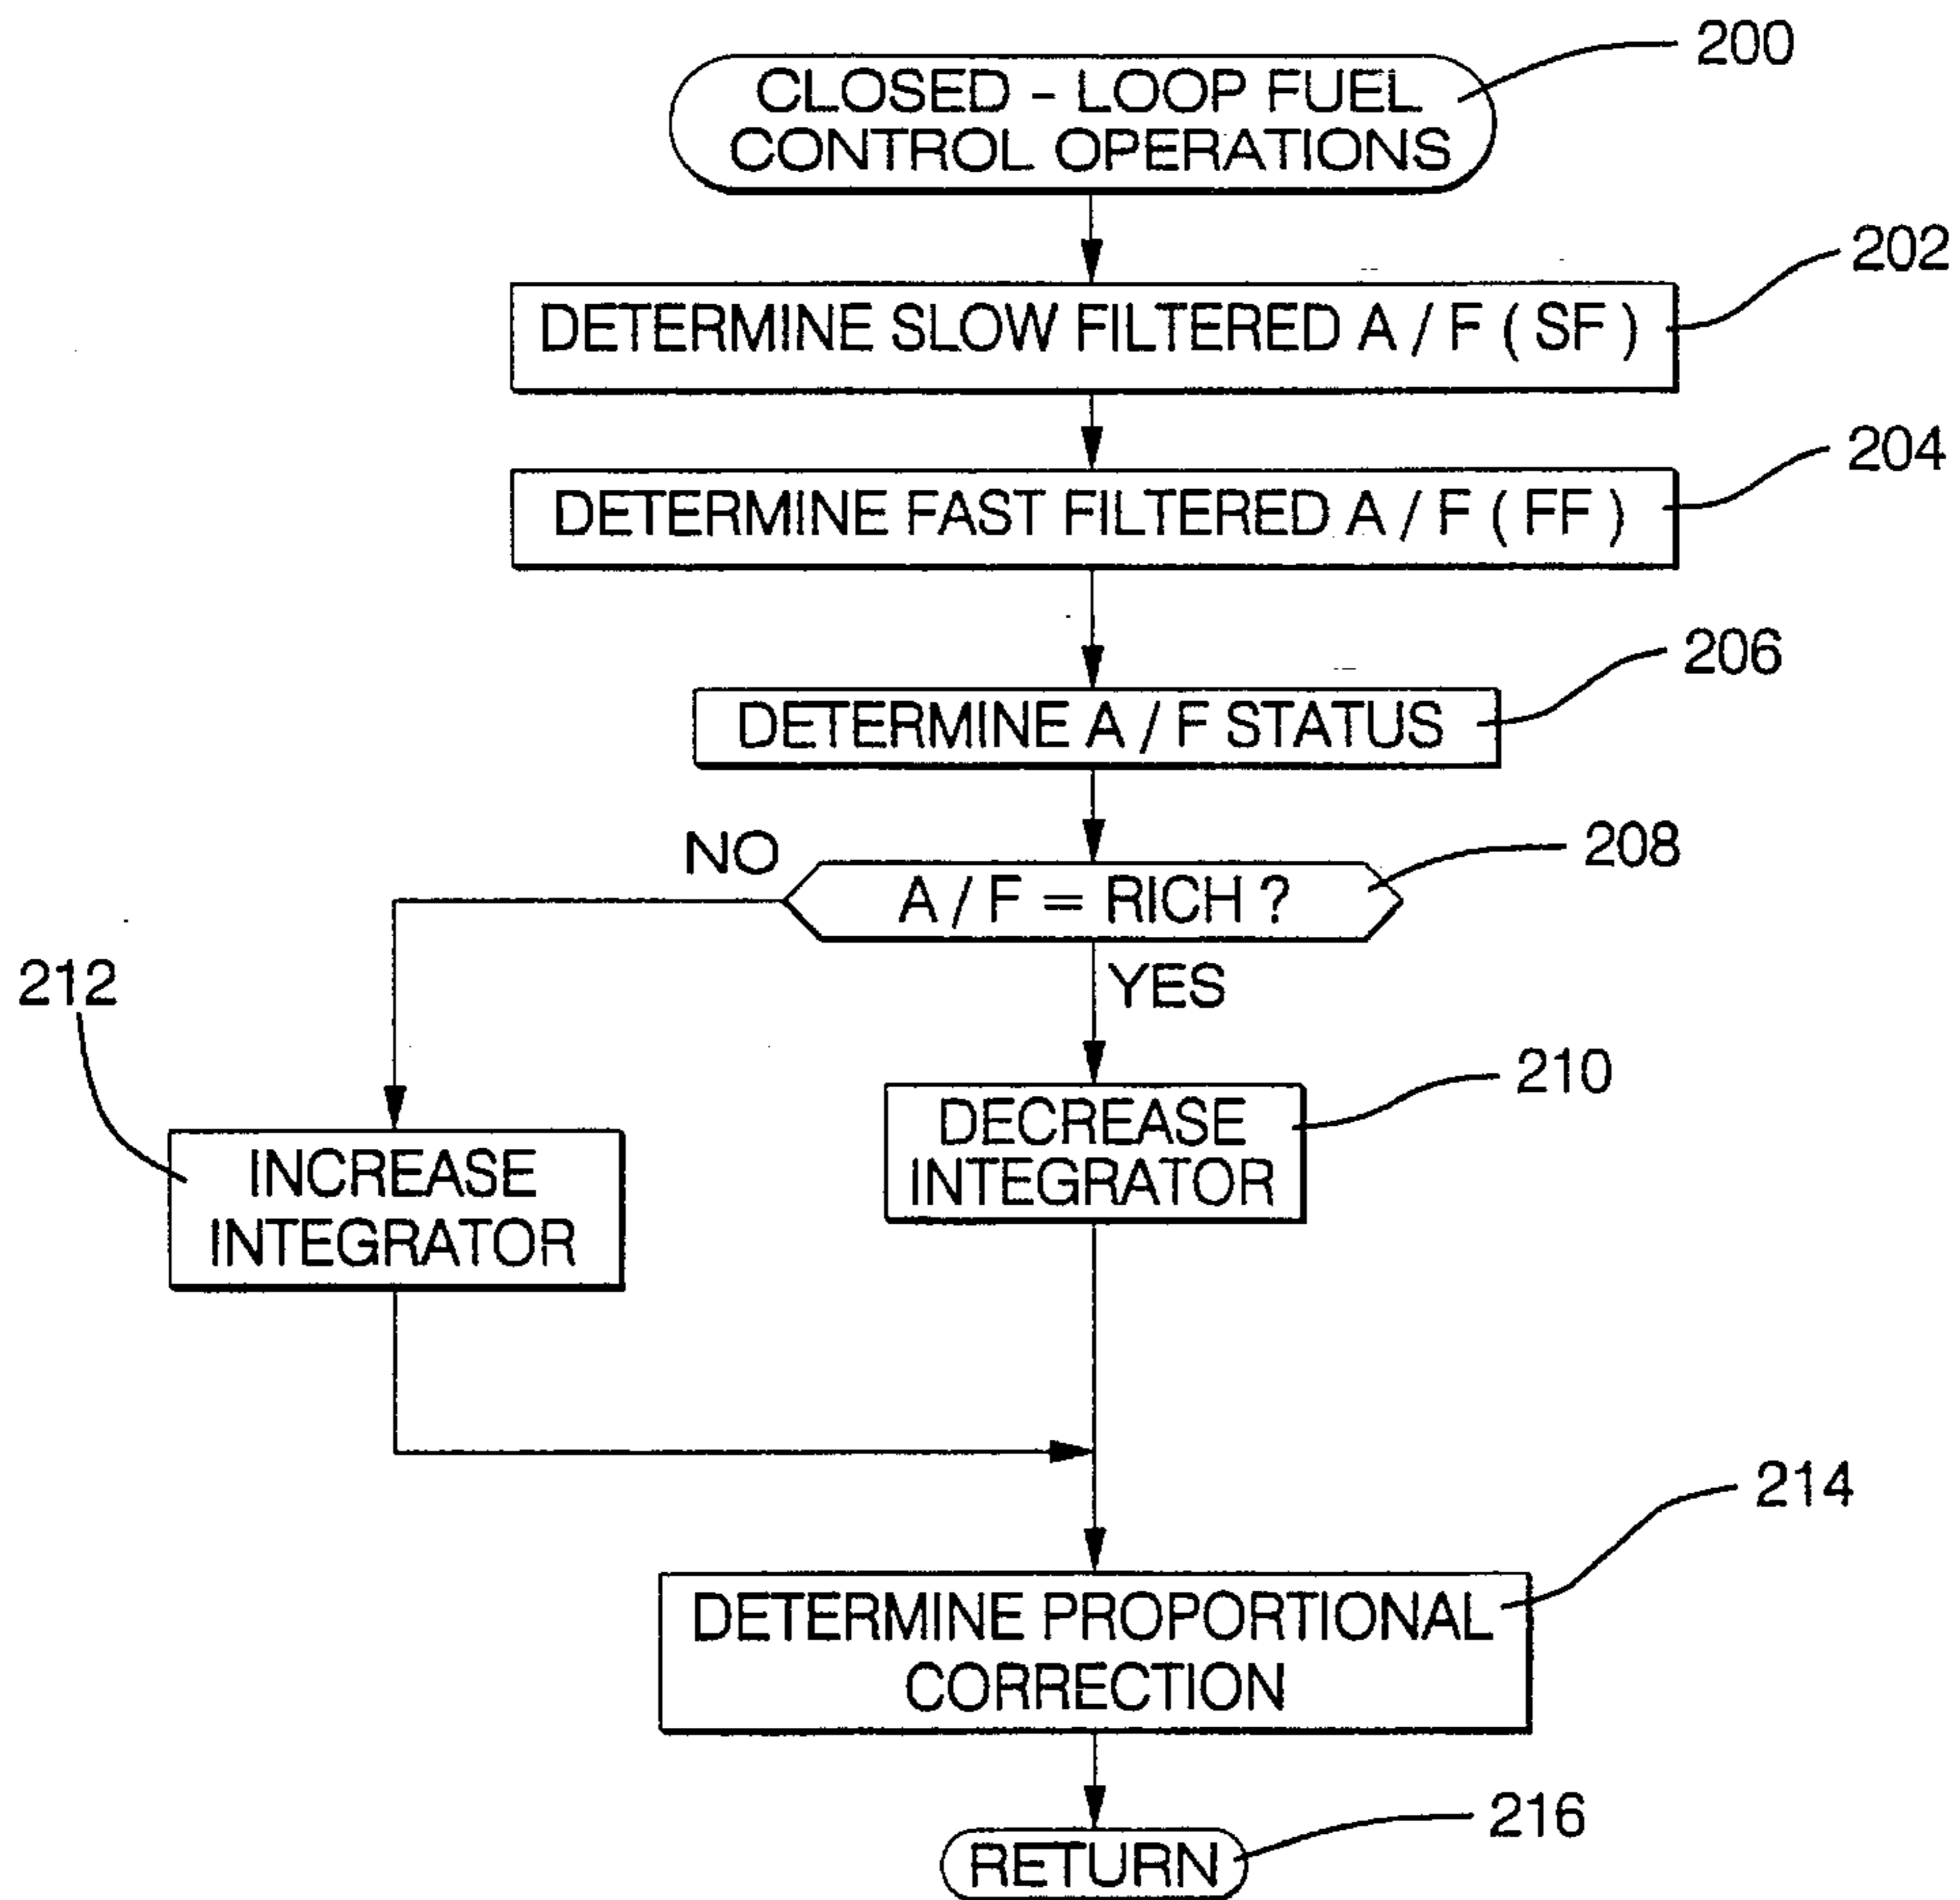 200
CLOSED - LOOP FUEL
CONTROL OPERATIONS
202
DETERMINE SLOW FILTERED A / F ( SF )
204
DETERMINE FAST FILTERED A / F ( FF )
206
DETERMINE A / F STATUS
208
NO
A / F = RICH ?
YES
212
210
DECREASE
INTEGRATOR
INCREASE
INTEGRATOR
214
DETERMINE PROPORTIONAL
CORRECTION
216
RETURN